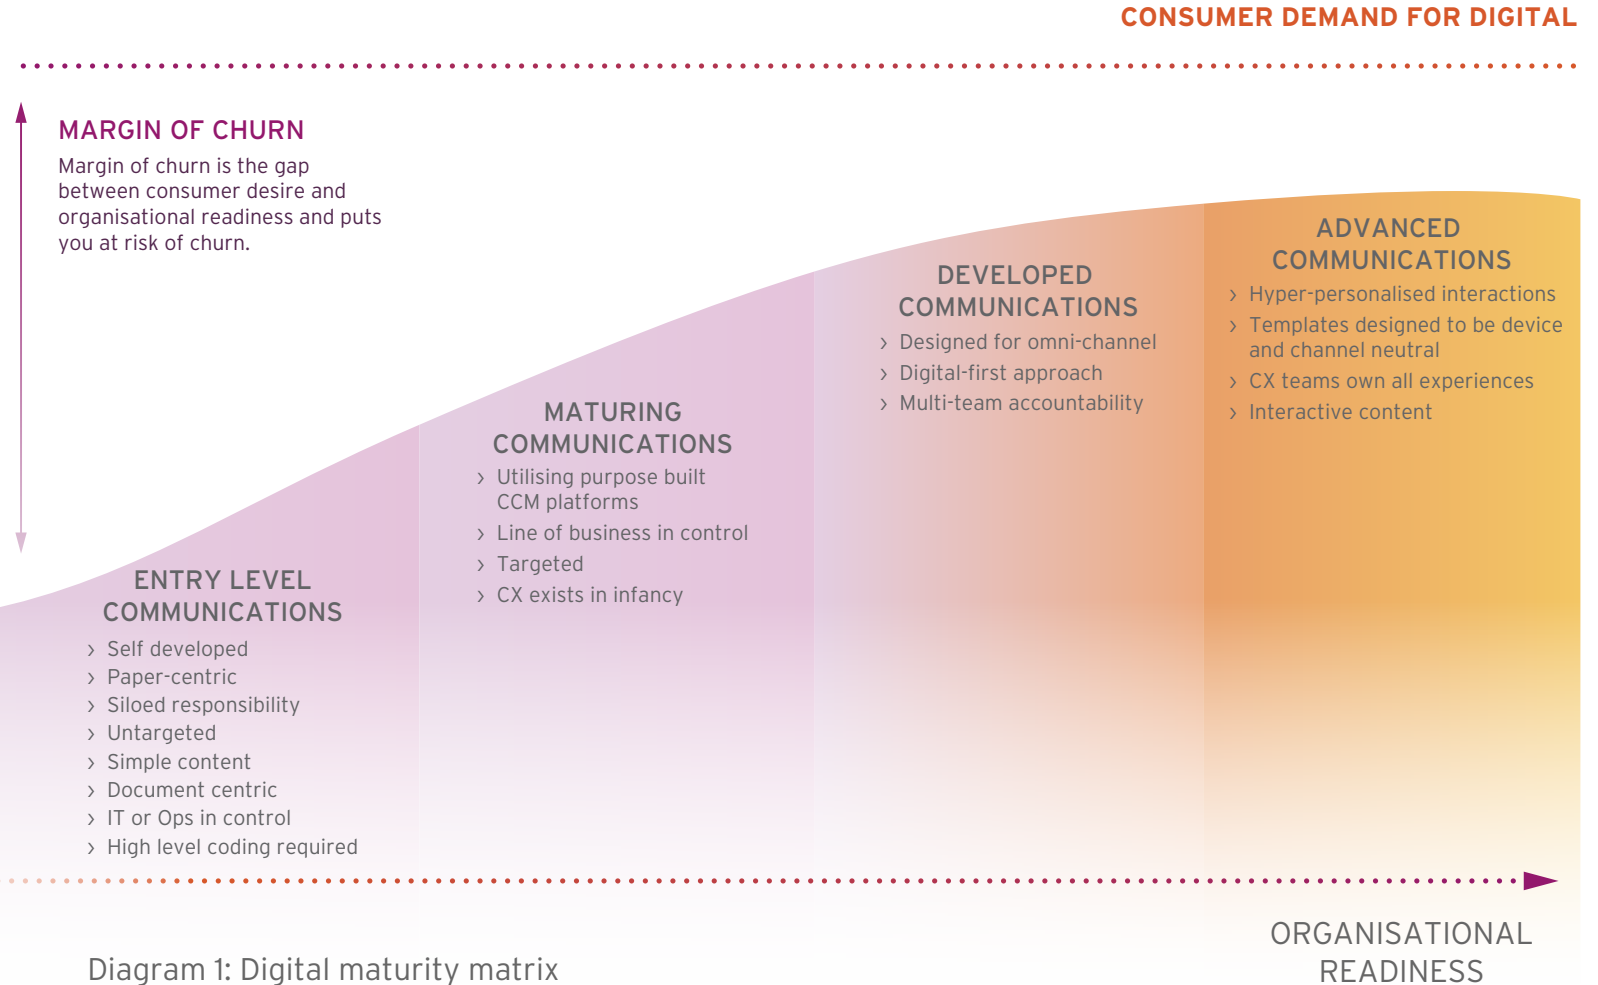 CONSUMER DEMAND FOR DIGITAL
MARGIN OF CHURN
Margin of churn is the gap
between consumer desire and
organisational readiness and puts
you at risk of churn.
ENTRY LEVEL
COMMUNICATIONS
› Self developed
› Paper-centric
› Siloed responsibility
› Untargeted
› Simple content
› Document centric
› IT or Ops in control
› High level coding required
MATURING
COMMUNICATIONS
› Utilising purpose built
CCM platforms
› Line of business in control
› Targeted
› CX exists in infancy
DEVELOPED
COMMUNICATIONS
› Designed for omni-channel
› Digital-first approach
› Multi-team accountability
ADVANCED
COMMUNICATIONS
› Hyper-personalised interactions
› Templates designed to be device
and channel neutral
› CX teams own all experiences
› Interactive content
ORGANISATIONAL
READINESS
Diagram 1: Digital maturity matrix